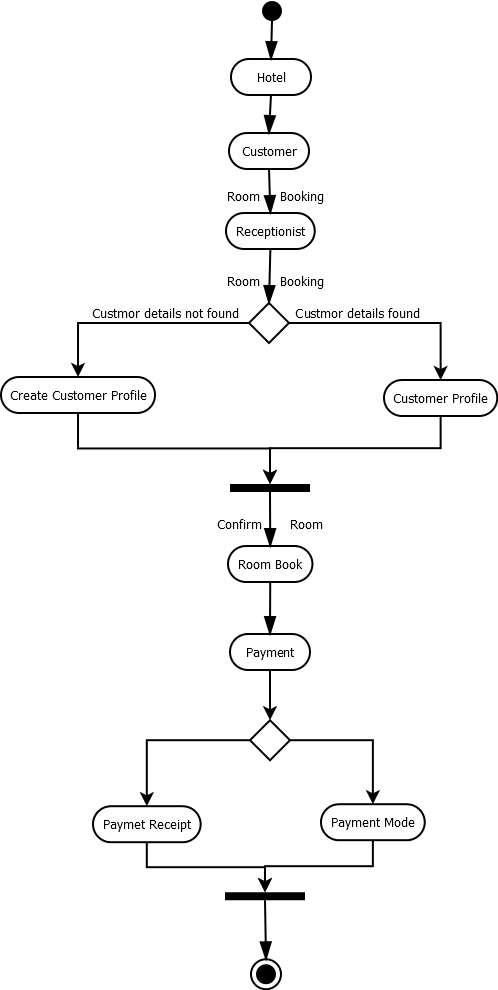 Hotel
Customer
Room Booking
Receptionist
Room Booking
Custmor details not found
Custmor details found
Create Customer Profile
Customer Profile
Confirm Room
Room Book
Payment
Paymet Receipt
Payment Mode